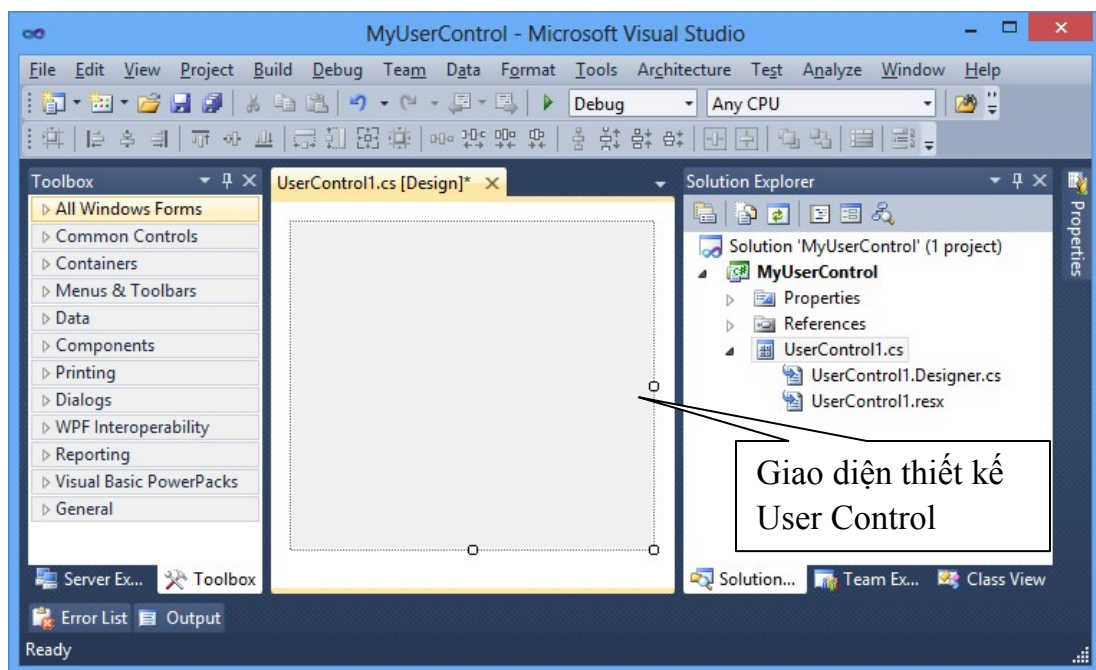 MyUserControl - Microsoft Visual Studio
File Edit View Project Build Debug Team Data Format Tools Architecture Test Analyze Window Help
Debug Any CPU
Toolbox
All Windows Forms
Common Controls
Containers
Menus & Toolbars
Data
Components
Printing
Dialogs
WPF Interoperability
Reporting
Visual Basic PowerPacks
General
Server Ex... Toolbox
UserControl1.cs [Design]*
Solution Explorer
Solution 'MyUserControl' (1 project)
MyUserControl
Properties
References
UserControl1.cs
UserControl1.Designer.cs
UserControl1.resx
Giao diện thiết kế
User Control
Solution... Team Ex... Class View
Properties
Error List Output
Ready